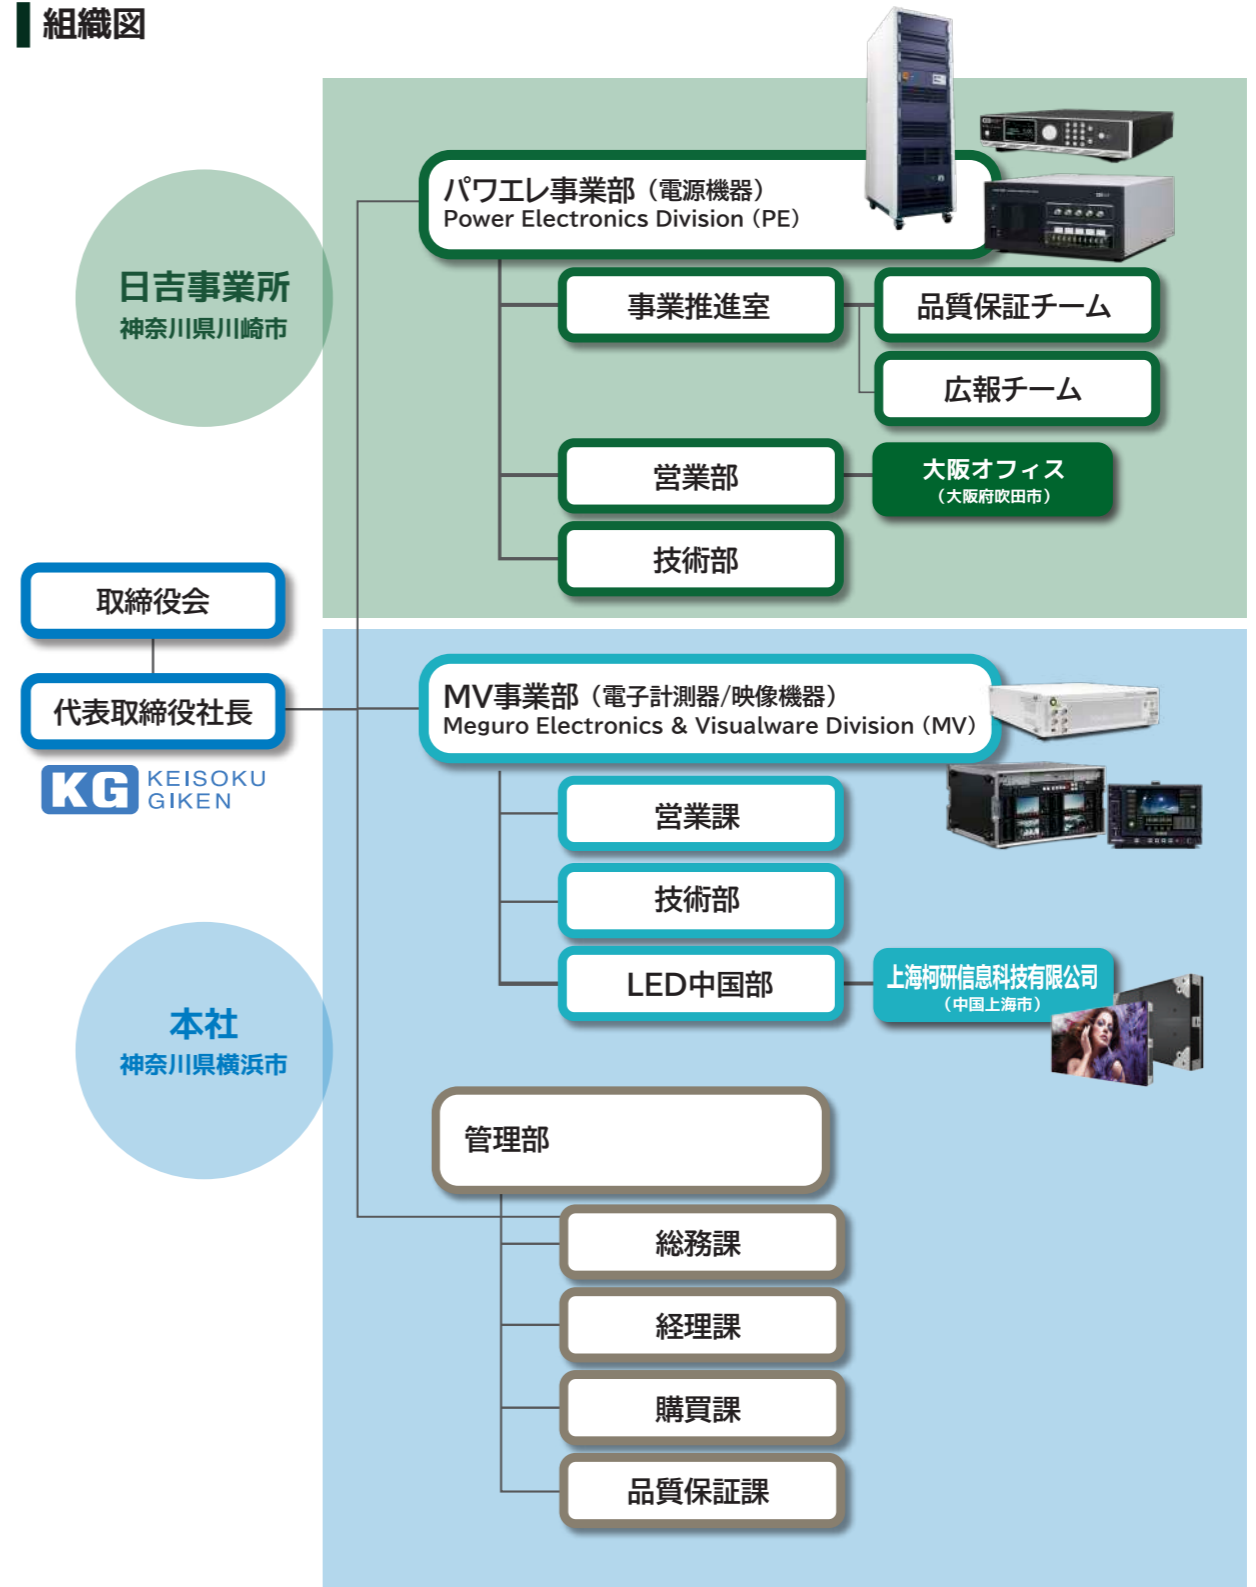 組織図
日吉事業所
神奈川県川崎市
パワエレ事業部（電源機器）
Power Electronics Division (PE)
事業推進室
品質保証チーム
広報チーム
営業部
大阪オフィス
（大阪府吹田市）
技術部
取締役会
代表取締役社長
KG KEISOKU
GIKEN
本社
神奈川県横浜市
MV事業部（電子計測器/映像機器）
Meguro Electronics & Visualware Division (MV)
営業課
技術部
LED中国部
上海柯研信息科技有限公司
（中国上海市）
管理部
総務課
経理課
購買課
品質保証課